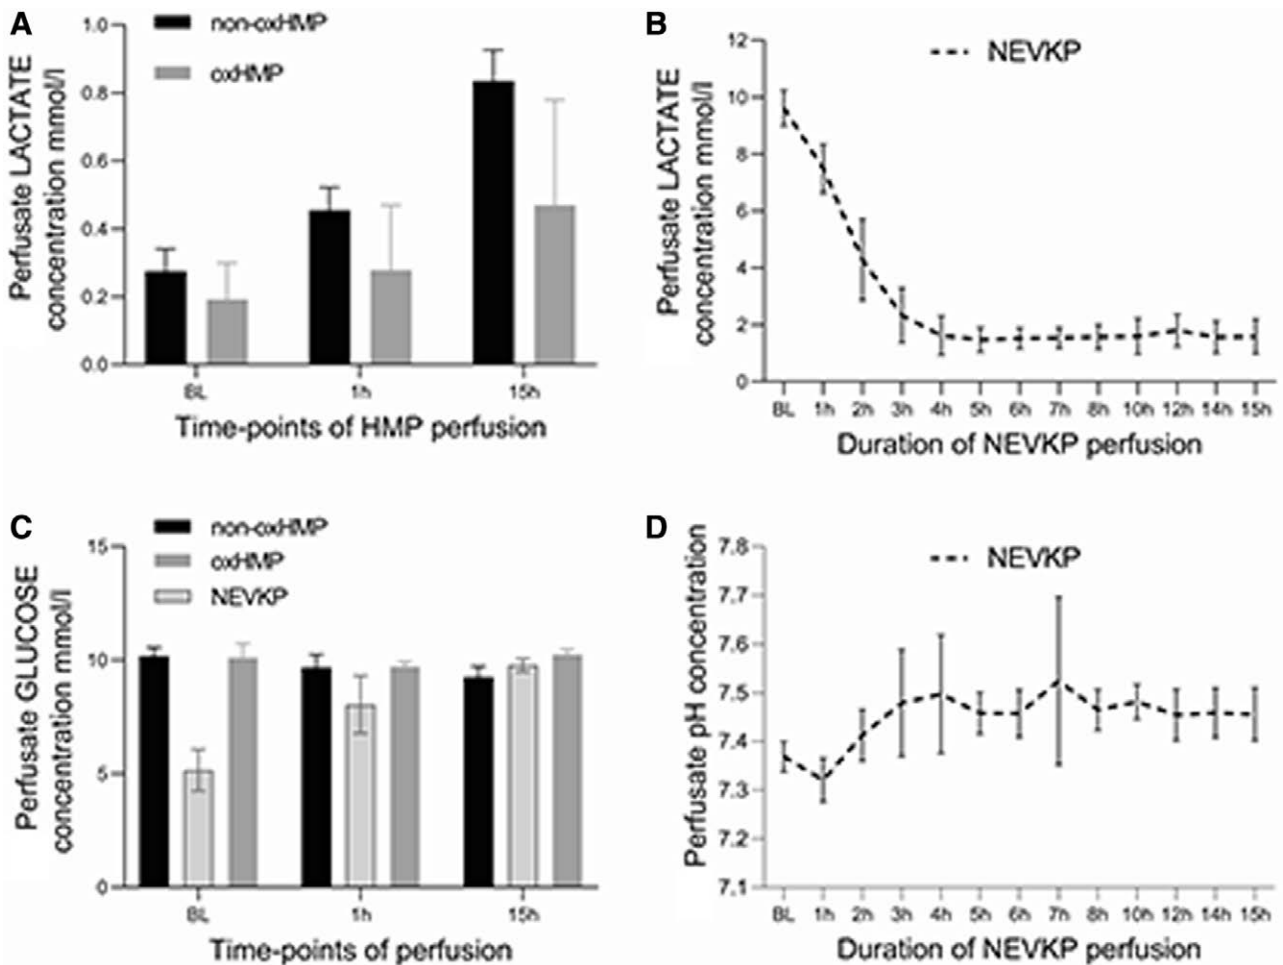 A
non-oxHMP
oxHMP
Perfusate LACTATE
concentration mmol/l
1.0
0.8
0.6
0.4
0.2
0.0
BL 1h 15h
Time-points of HMP perfusion
B
NEVKP
Perfusate LACTATE
concentration mmol/l
12
10
8
6
4
2
0
BL 1h 2h 3h 4h 5h 6h 7h 8h 10h 12h 14h 15h
Duration of NEVKP perfusion
C
non-oxHMP
oxHMP
NEVKP
Perfusate GLUCOSE
concentration mmol/l
15
10
5
0
BL 1h 15h
Time-points of perfusion
D
NEVKP
Perfusate pH concentration
7.8
7.7
7.6
7.5
7.4
7.3
7.2
7.1
BL 1h 2h 3h 4h 5h 6h 7h 8h 10h 12h 14h 15h
Duration of NEVKP perfusion